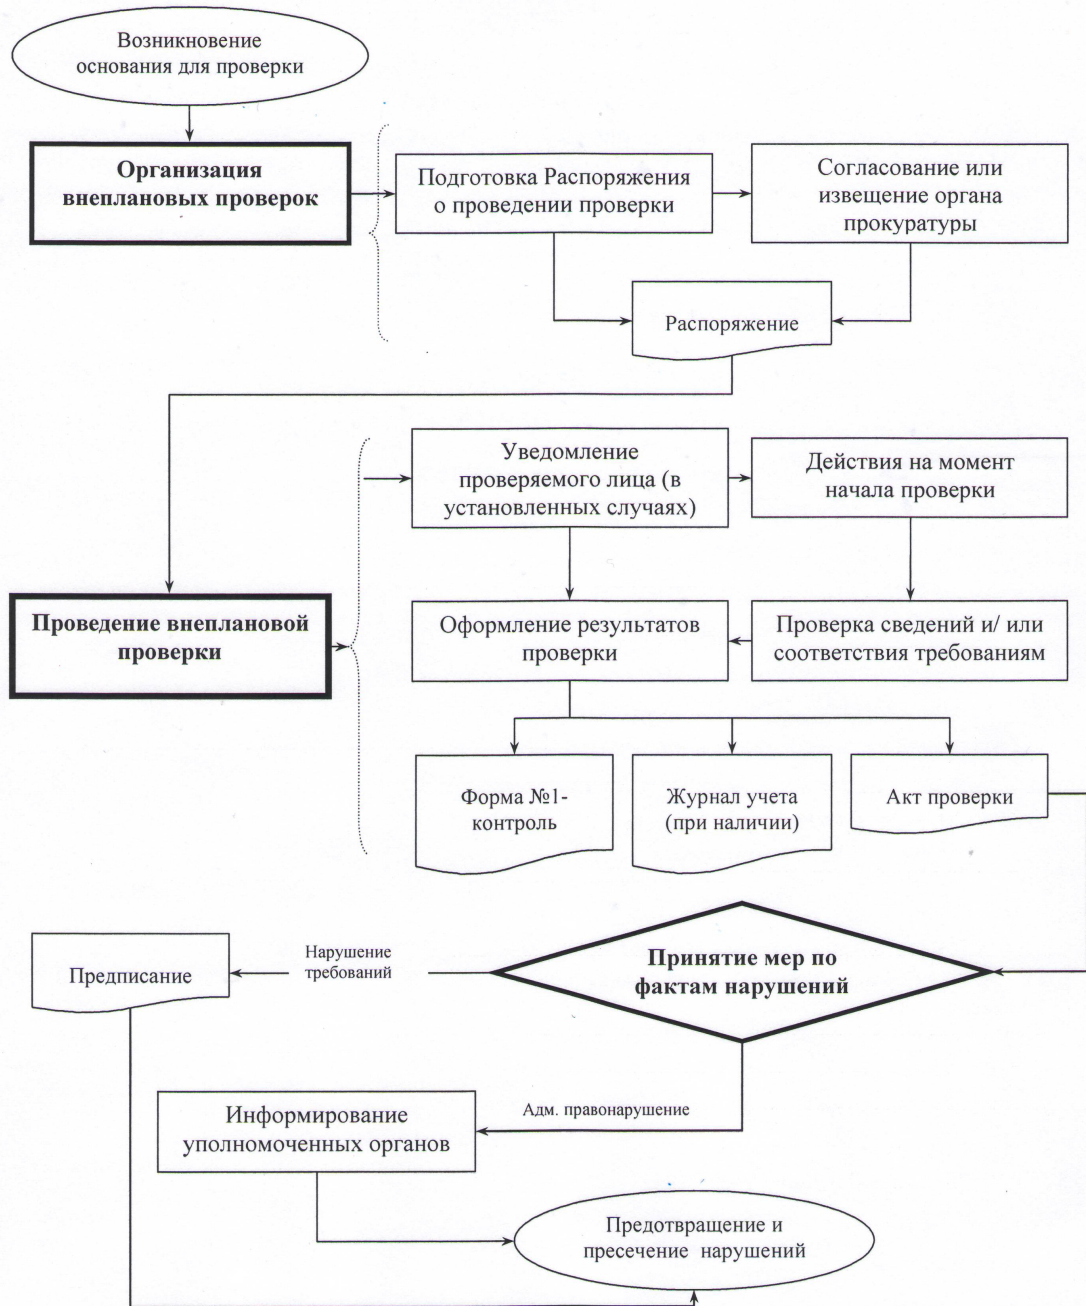 Возникновение
основания для проверки
Организация
внеплановых проверок
Подготовка Распоряжения
о проведении проверки
Согласование или
извещение органа
прокуратуры
Распоряжение
Уведомление
проверяемого лица (в
установленных случаях)
Действия на момент
начала проверки
Проведение внеплановой
проверки
Оформление результатов
проверки
Проверка сведений и/ или
соответствия требованиям
Форма №1-
контроль
Журнал учета
(при наличии)
Акт проверки
Предписание
Нарушение
требований
Принятие мер по
фактам нарушений
Информирование
уполномоченных органов
Адм. правонарушение
Предотвращение и
пресечение нарушений